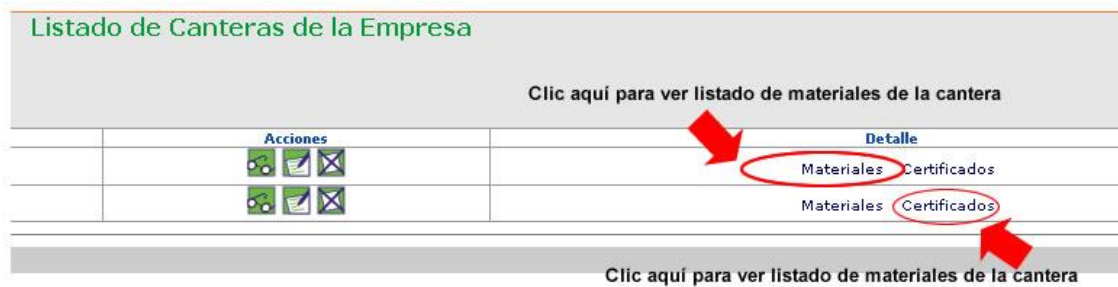 Listado de Canteras de la Empresa
Clic aquí para ver listado de materiales de la cantera
Acciones Detalle
Materiales Certificados
Materiales Certificados
Clic aquí para ver listado de materiales de la cantera